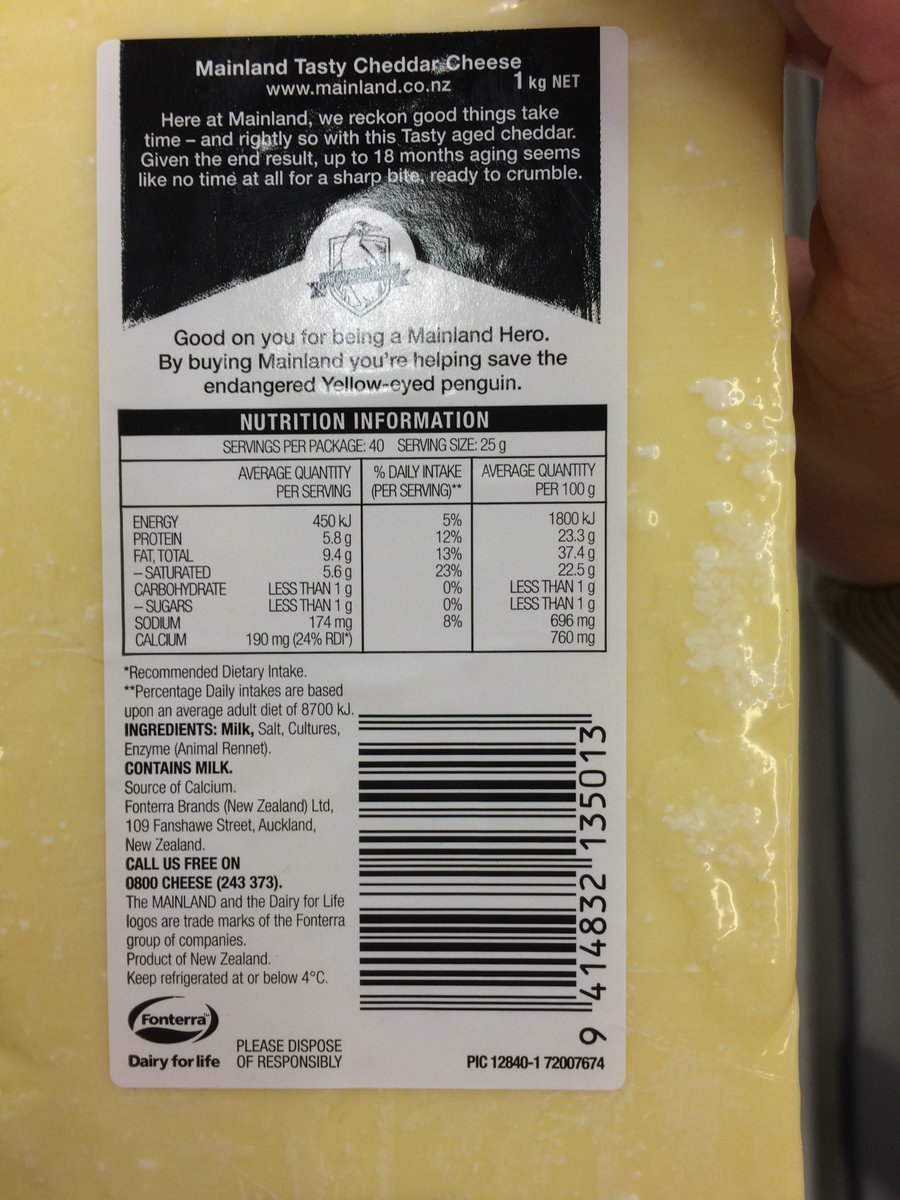 Mainland Tasty Cheddar Cheese
www.mainland.co.nz 1 kg NET
Here at Mainland, we reckon good things take
time – and rightly so with this Tasty aged cheddar.
Given the end result, up to 18 months aging seems
like no time at all for a sharp bite, ready to crumble.
Good on you for being a Mainland Hero.
By buying Mainland you're helping save the
endangered Yellow-eyed penguin.
NUTRITION INFORMATION
SERVINGS PER PACKAGE: 40 SERVING SIZE: 25 g
AVERAGE QUANTITY % DAILY INTAKE AVERAGE QUANTITY
PER SERVING (PER SERVING)** PER 100 g
ENERGY 450 kJ 5% 1800 kJ
PROTEIN 5.8 g 12% 23.3 g
FAT, TOTAL 9.4 g 13% 37.4 g
– SATURATED 5.6 g 23% 22.5 g
CARBOHYDRATE LESS THAN 1 g 0% LESS THAN 1 g
– SUGARS LESS THAN 1 g 0% LESS THAN 1 g
SODIUM 174 mg 8% 696 mg
CALCIUM 190 mg (24% RDI*) 760 mg
*Recommended Dietary Intake.
**Percentage Daily intakes are based
upon an average adult diet of 8700 kJ.
INGREDIENTS: Milk, Salt, Cultures,
Enzyme (Animal Rennet).
CONTAINS MILK.
Source of Calcium.
Fonterra Brands (New Zealand) Ltd,
109 Fanshawe Street, Auckland,
New Zealand.
CALL US FREE ON
0800 CHEESE (243 373).
The MAINLAND and the Dairy for Life
logos are trade marks of the Fonterra
group of companies.
Product of New Zealand.
Keep refrigerated at or below 4°C.
Fonterra™
Dairy for life
PLEASE DISPOSE
OF RESPONSIBLY
9 414832 135013
PIC 12840-1 72007674